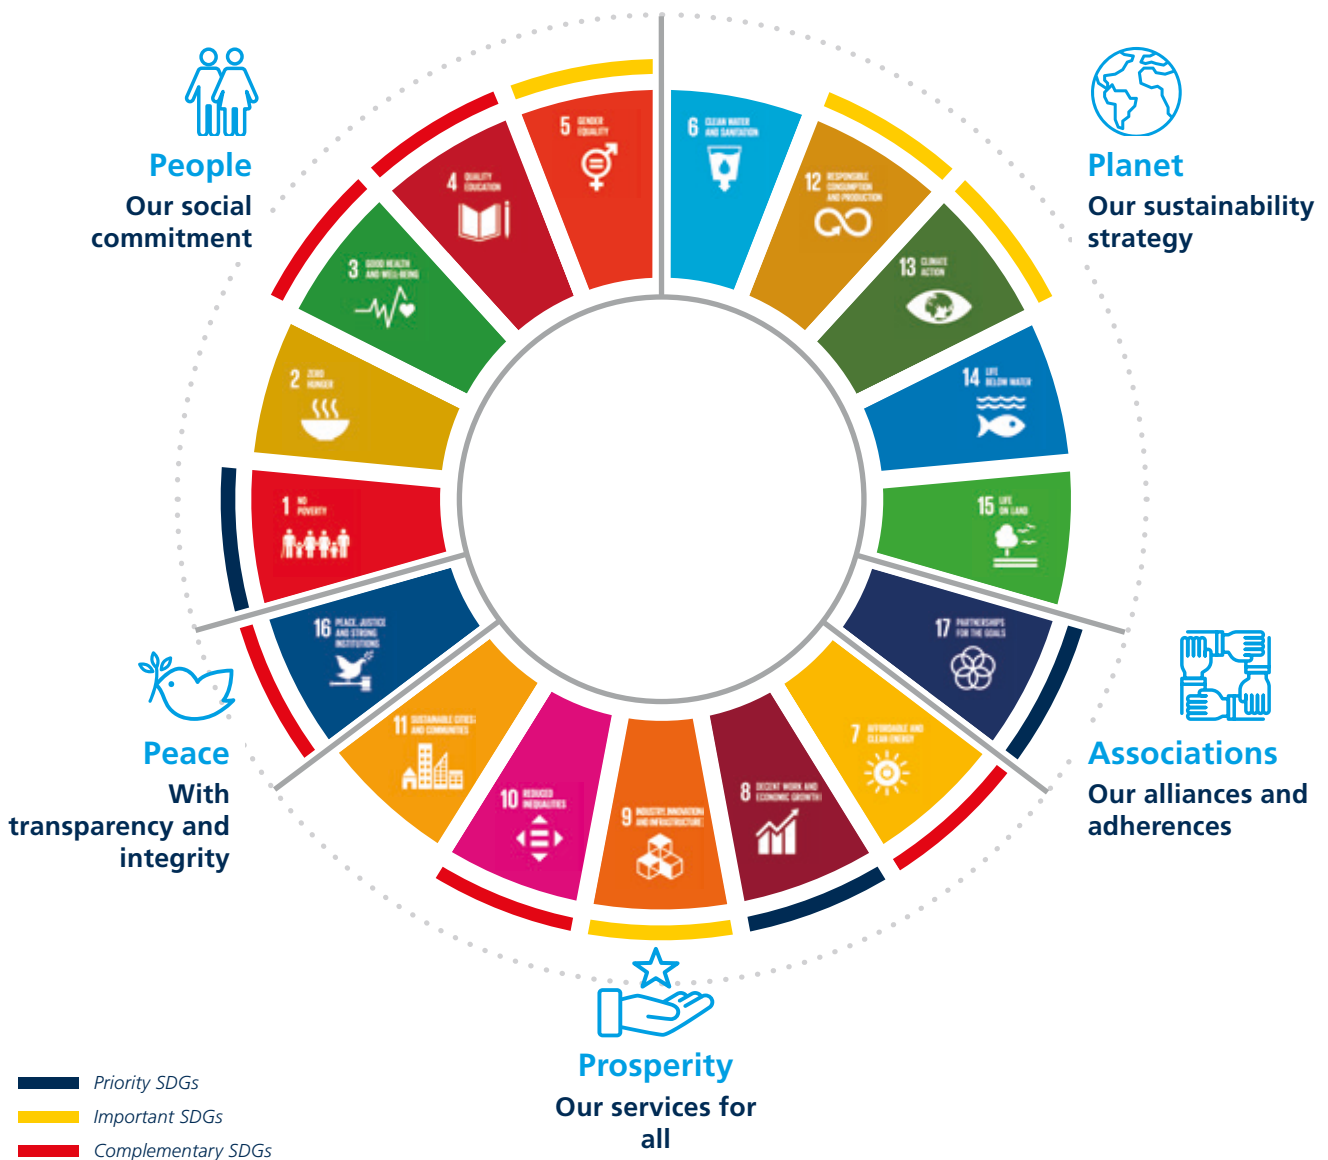 People
Our social
commitment
Planet
Our sustainability
strategy
5 GENDER
EQUALITY
6 CLEAN WATER
AND SANITATION
4 QUALITY
EDUCATION
12 RESPONSIBLE
CONSUMPTION
AND PRODUCTION
3 GOOD HEALTH
AND WELL-BEING
13 CLIMATE
ACTION
2 ZERO
HUNGER
14 LIFE
BELOW WATER
1 NO
POVERTY
15 LIFE
ON LAND
16 PEACE, JUSTICE
AND STRONG
INSTITUTIONS
17 PARTNERSHIPS
FOR THE GOALS
11 SUSTAINABLE CITIES
AND COMMUNITIES
7 AFFORDABLE AND
CLEAN ENERGY
10 REDUCED
INEQUALITIES
8 DECENT WORK AND
ECONOMIC GROWTH
9 INDUSTRY, INNOVATION
AND INFRASTRUCTURE
Peace
With
transparency and
integrity
Associations
Our alliances and
adherences
Prosperity
Our services for
all
Priority SDGs
Important SDGs
Complementary SDGs